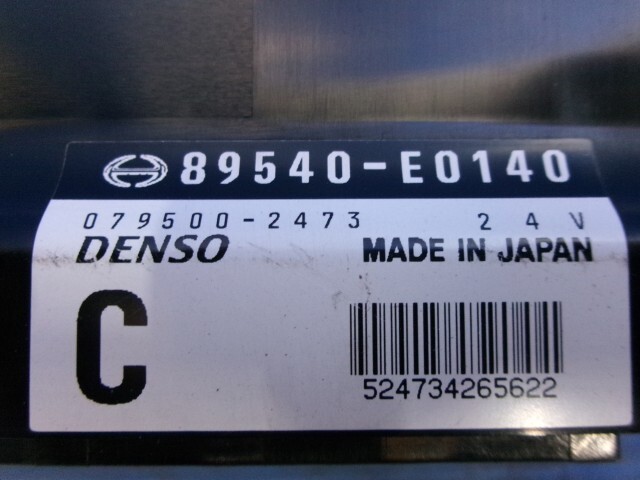 89540-E0140
079500-2473 24V
DENSO MADE IN JAPAN
C
524734265622